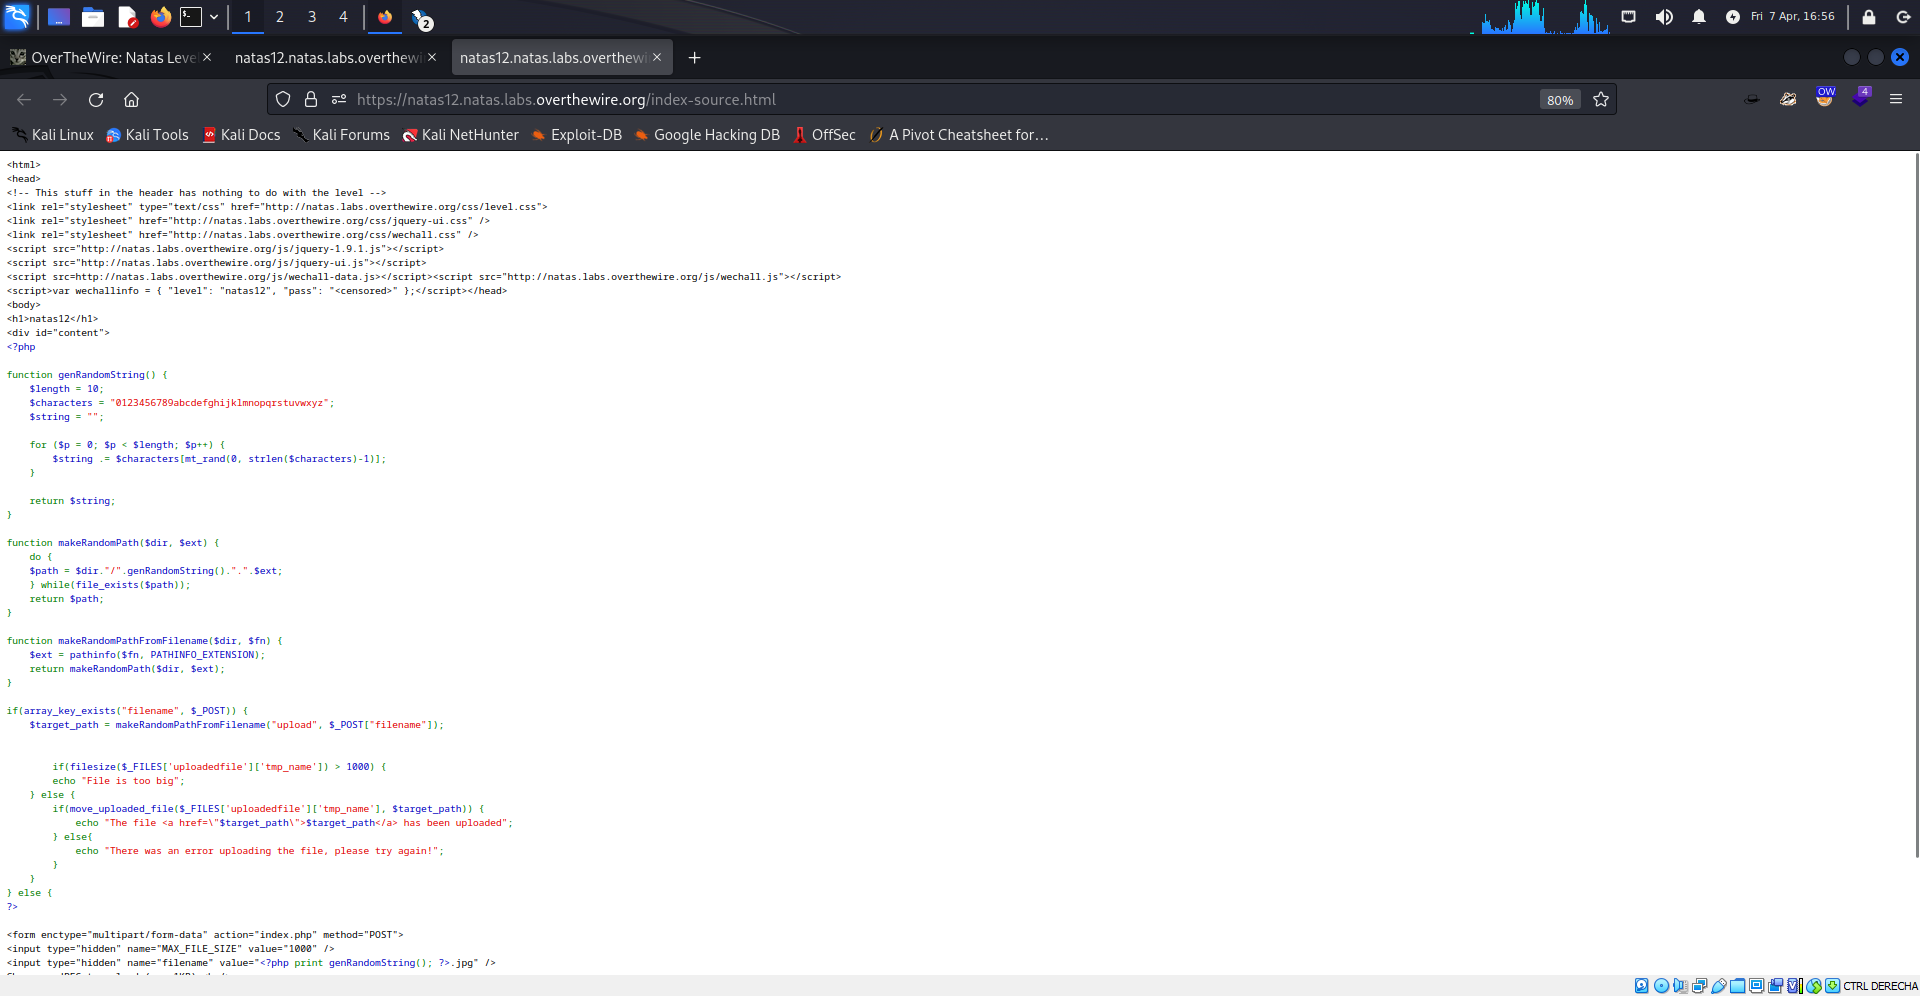 1 2 3 4 2 Fri 7 Apr, 16:56
OverTheWire: Natas Leve natas12.natas.labs.overthewi natas12.natas.labs.overthewi
https://natas12.natas.labs.overthewire.org/index-source.html 80% OW 4
Kali Linux Kali Tools Kali Docs Kali Forums Kali NetHunter Exploit-DB Google Hacking DB OffSec A Pivot Cheatsheet for…
<html>
<head>
<!-- This stuff in the header has nothing to do with the level -->
<link rel="stylesheet" type="text/css" href="http://natas.labs.overthewire.org/css/level.css">
<link rel="stylesheet" href="http://natas.labs.overthewire.org/css/jquery-ui.css" />
<link rel="stylesheet" href="http://natas.labs.overthewire.org/css/wechall.css" />
<script src="http://natas.labs.overthewire.org/js/jquery-1.9.1.js"></script>
<script src="http://natas.labs.overthewire.org/js/jquery-ui.js"></script>
<script src=http://natas.labs.overthewire.org/js/wechall-data.js></script><script src="http://natas.labs.overthewire.org/js/wechall.js"></script>
<script>var wechallinfo = { "level": "natas12", "pass": "<censored>" };</script></head>
<body>
<h1>natas12</h1>
<div id="content">
<?php
function genRandomString() {
    $length = 10;
    $characters = "0123456789abcdefghijklmnopqrstuvwxyz";
    $string = "";
    for ($p = 0; $p < $length; $p++) {
        $string .= $characters[mt_rand(0, strlen($characters)-1)];
    }
    return $string;
}
function makeRandomPath($dir, $ext) {
    do {
    $path = $dir."/".genRandomString().".".$ext;
    } while(file_exists($path));
    return $path;
}
function makeRandomPathFromFilename($dir, $fn) {
    $ext = pathinfo($fn, PATHINFO_EXTENSION);
    return makeRandomPath($dir, $ext);
}
if(array_key_exists("filename", $_POST)) {
    $target_path = makeRandomPathFromFilename("upload", $_POST["filename"]);
        if(filesize($_FILES['uploadedfile']['tmp_name']) > 1000) {
        echo "File is too big";
    } else {
        if(move_uploaded_file($_FILES['uploadedfile']['tmp_name'], $target_path)) {
            echo "The file <a href=\"$target_path\">$target_path</a> has been uploaded";
        } else{
            echo "There was an error uploading the file, please try again!";
        }
    }
} else {
?>
<form enctype="multipart/form-data" action="index.php" method="POST">
<input type="hidden" name="MAX_FILE_SIZE" value="1000" />
<input type="hidden" name="filename" value="<?php print genRandomString(); ?>.jpg" />
CTRL DERECHA